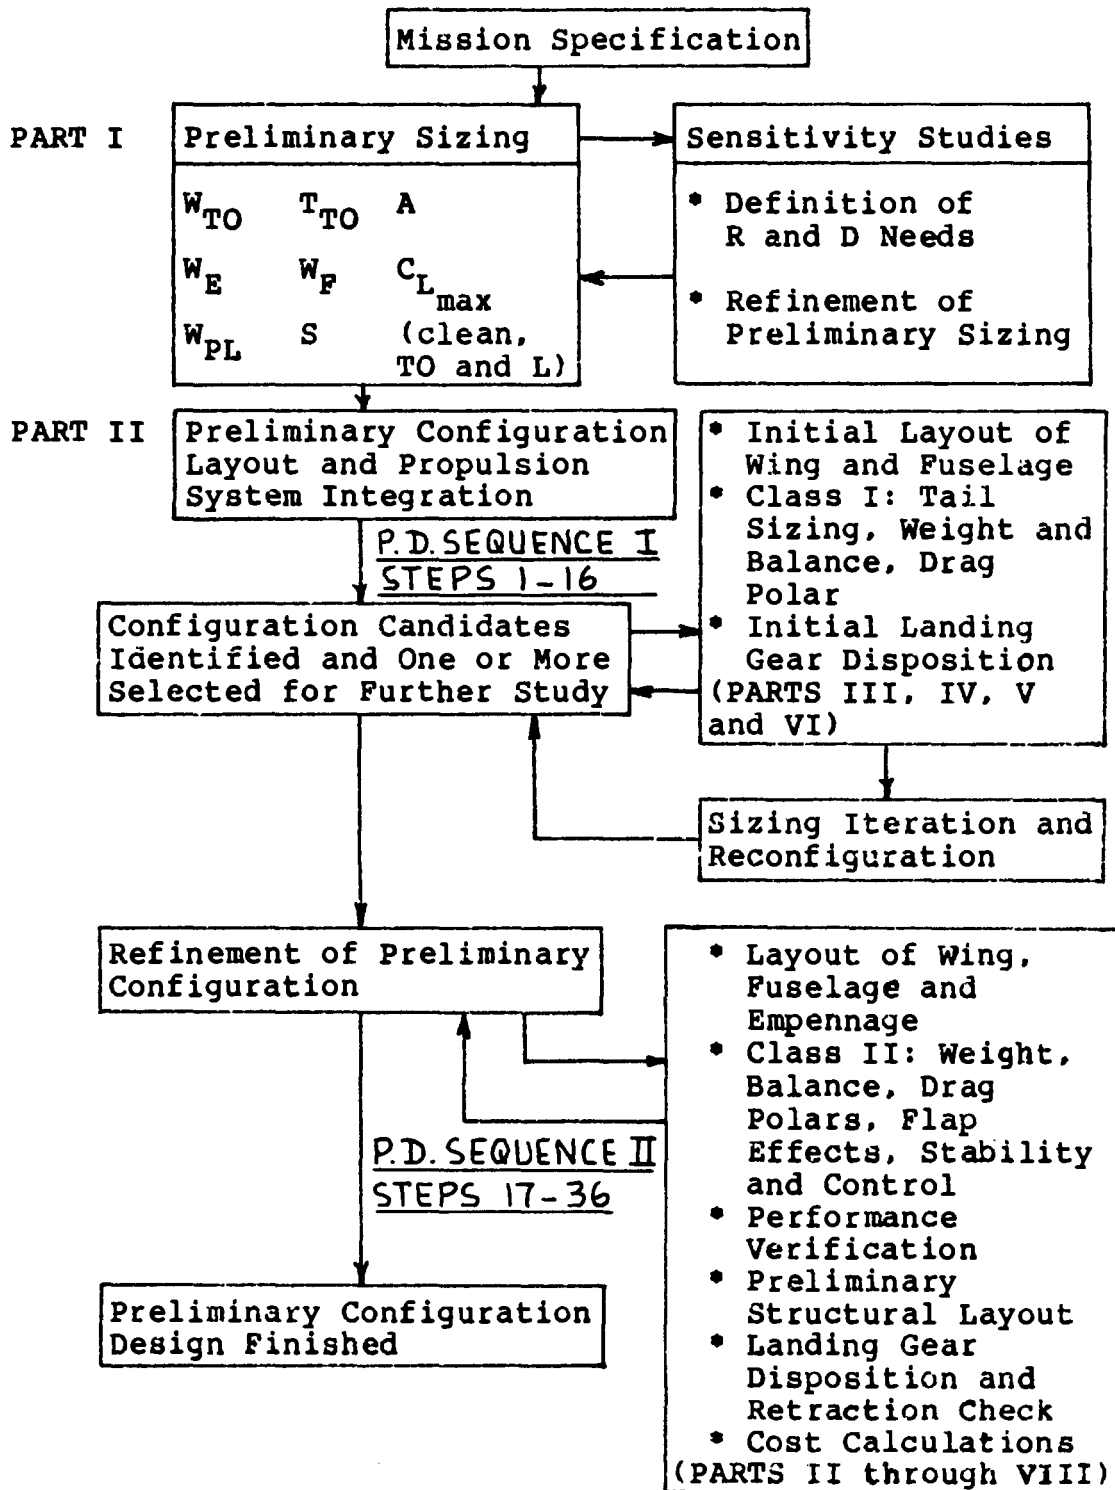 Mission Specification
PART I
Preliminary Sizing
W_TO T_TO A
W_E W_F C_L_max
W_PL S (clean,
TO and L)
Sensitivity Studies
* Definition of
R and D Needs
* Refinement of
Preliminary Sizing
PART II
Preliminary Configuration
Layout and Propulsion
System Integration
P.D. SEQUENCE I
STEPS 1-16
Configuration Candidates
Identified and One or More
Selected for Further Study
* Initial Layout of
Wing and Fuselage
* Class I: Tail
Sizing, Weight and
Balance, Drag
Polar
* Initial Landing
Gear Disposition
(PARTS III, IV, V
and VI)
Sizing Iteration and
Reconfiguration
Refinement of Preliminary
Configuration
* Layout of Wing,
Fuselage and
Empennage
* Class II: Weight,
Balance, Drag
Polars, Flap
Effects, Stability
and Control
* Performance
Verification
* Preliminary
Structural Layout
* Landing Gear
Disposition and
Retraction Check
* Cost Calculations
(PARTS II through VIII)
P.D. SEQUENCE II
STEPS 17-36
Preliminary Configuration
Design Finished